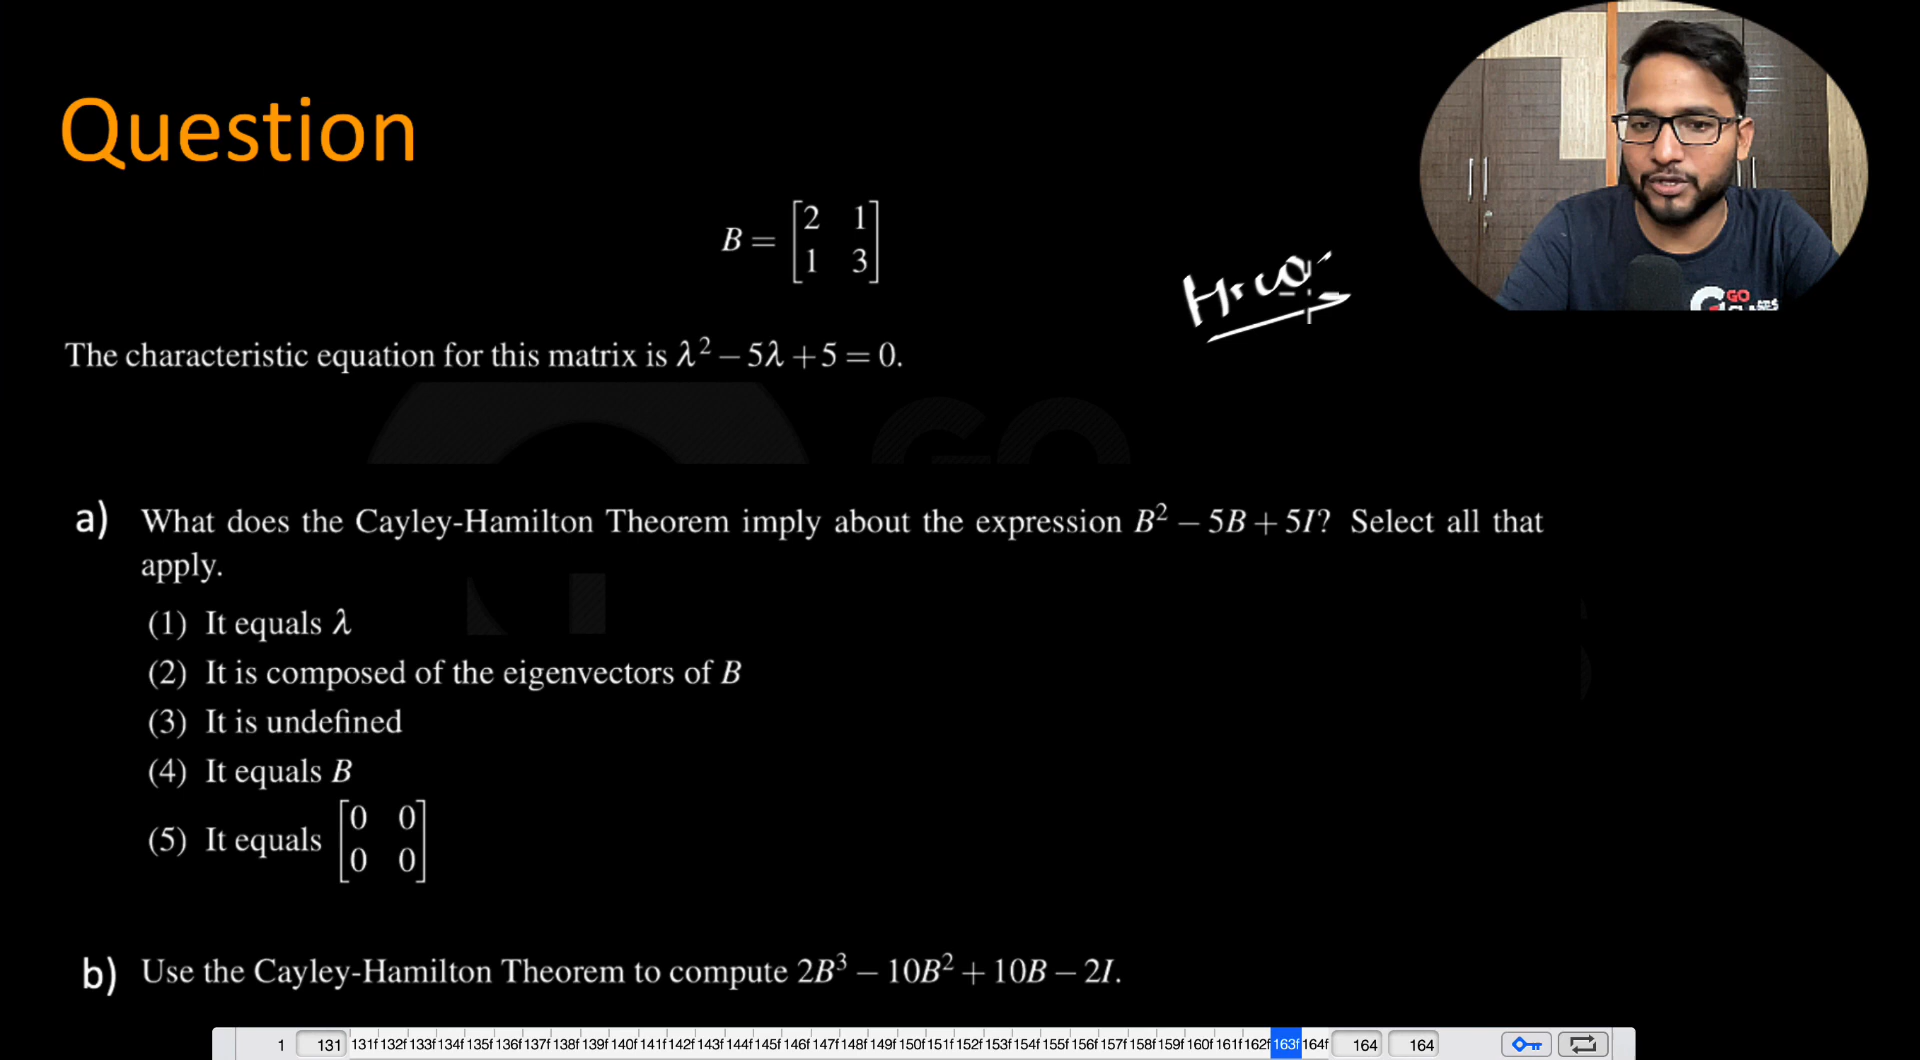 Question
B = [2 1
1 3]
The characteristic equation for this matrix is λ² − 5λ + 5 = 0.
a) What does the Cayley-Hamilton Theorem imply about the expression B² − 5B + 5I? Select all that
apply.
(1) It equals λ
(2) It is composed of the eigenvectors of B
(3) It is undefined
(4) It equals B
(5) It equals [0 0
0 0]
b) Use the Cayley-Hamilton Theorem to compute 2B³ − 10B² + 10B − 2I.
GO
1 131 131f 132f 133f 134f 135f 136f 137f 138f 139f 140f 141f 142f 143f 144f 145f 146f 147f 148f 149f 150f 151f 152f 153f 154f 155f 156f 157f 158f 159f 160f 161f 162f 163f 164f 164 164